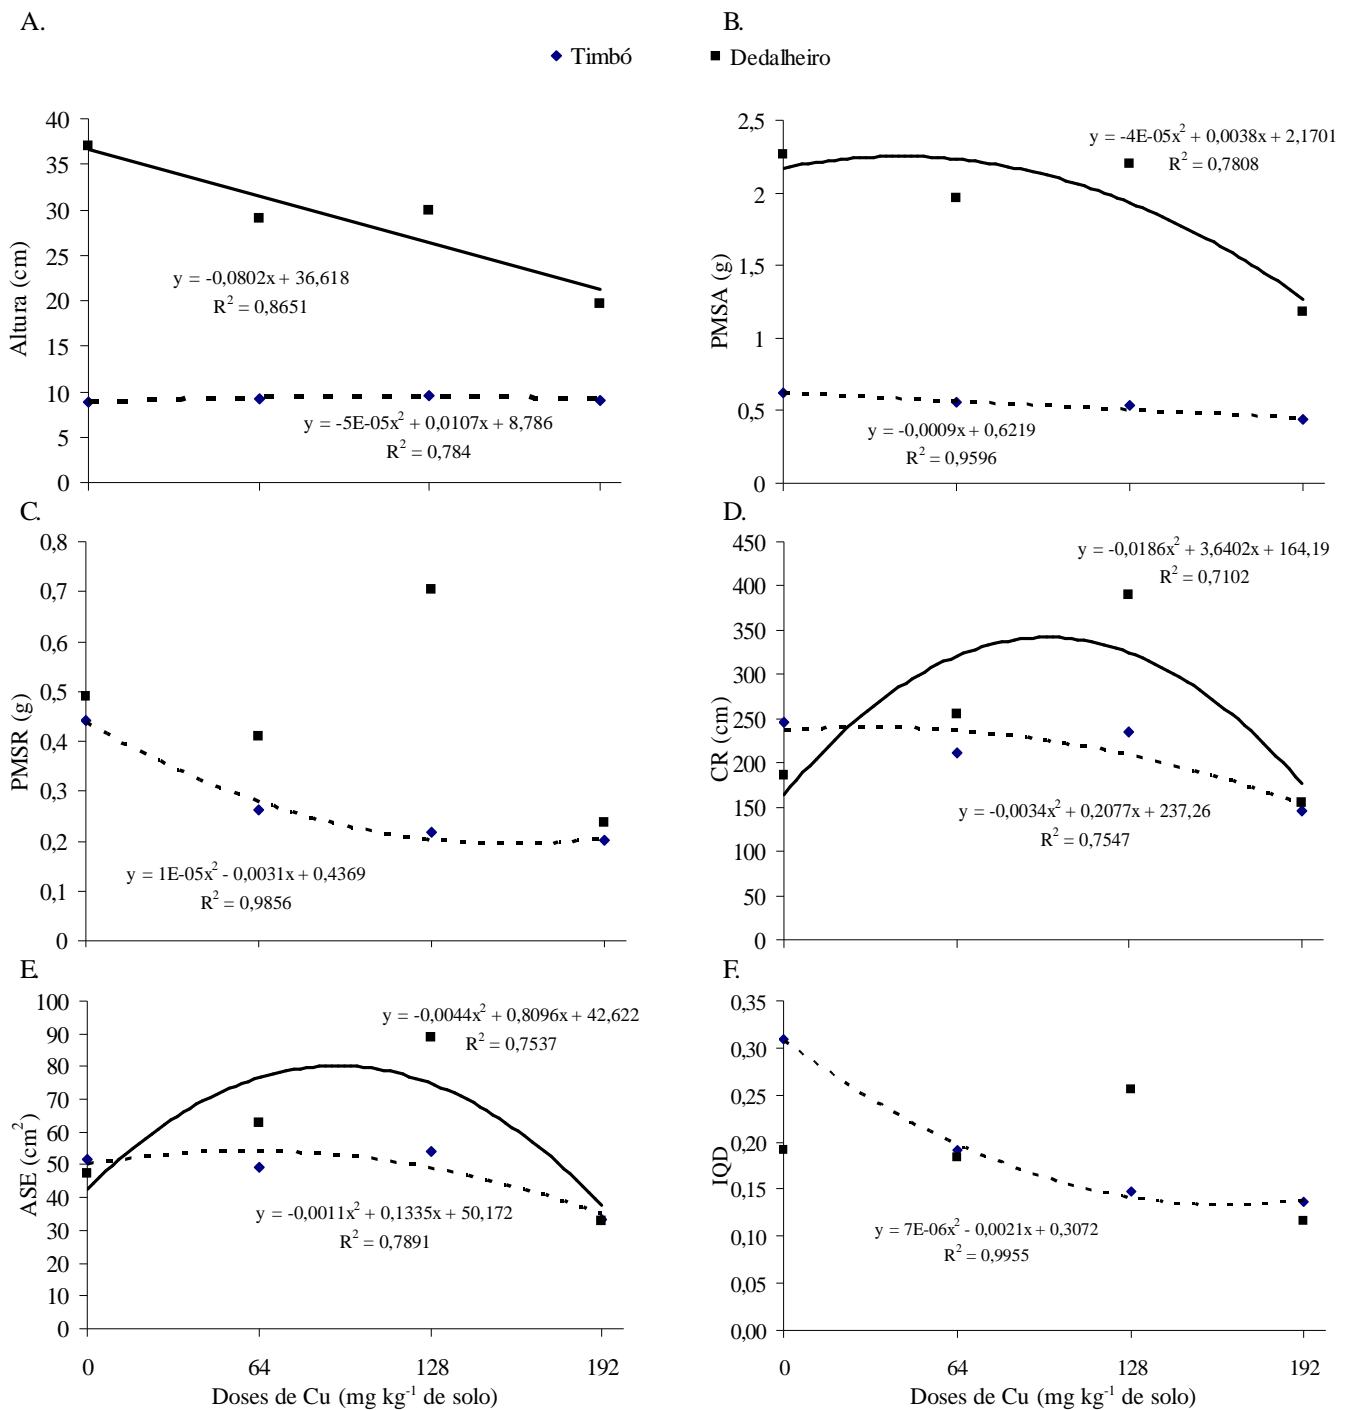 A.
B.
Timbó
Dedalheiro
40
35
30
25
20
15
10
5
0
Altura (cm)
y = -0,0802x + 36,618
R² = 0,8651
y = -5E-05x² + 0,0107x + 8,786
R² = 0,784
2,5
2
1,5
1
0,5
0
PMSA (g)
y = -4E-05x² + 0,0038x + 2,1701
R² = 0,7808
y = -0,0009x + 0,6219
R² = 0,9596
C.
D.
0,8
0,7
0,6
0,5
0,4
0,3
0,2
0,1
0
PMSR (g)
y = 1E-05x² - 0,0031x + 0,4369
R² = 0,9856
450
400
350
300
250
200
150
100
50
0
CR (cm)
y = -0,0186x² + 3,6402x + 164,19
R² = 0,7102
y = -0,0034x² + 0,2077x + 237,26
R² = 0,7547
E.
F.
100
90
80
70
60
50
40
30
20
10
0
ASE (cm²)
y = -0,0044x² + 0,8096x + 42,622
R² = 0,7537
y = -0,0011x² + 0,1335x + 50,172
R² = 0,7891
0 64 128 192
Doses de Cu (mg kg⁻¹ de solo)
0,35
0,30
0,25
0,20
0,15
0,10
0,05
0,00
IQD
y = 7E-06x² - 0,0021x + 0,3072
R² = 0,9955
0 64 128 192
Doses de Cu (mg kg⁻¹ de solo)